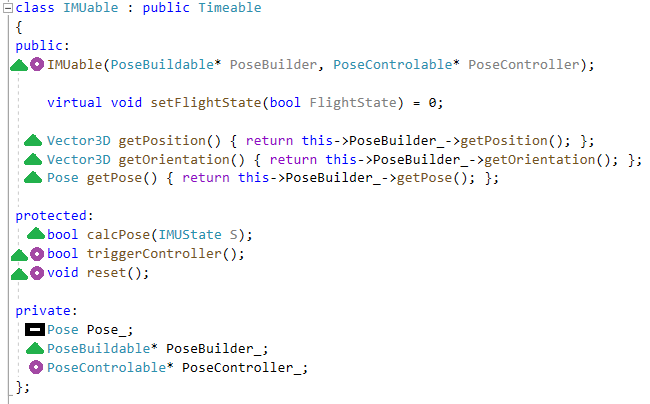 class IMUable : public Timeable
{
public:
IMUable(PoseBuildable* PoseBuilder, PoseControlable* PoseController);
virtual void setFlightState(bool FlightState) = 0;
Vector3D getPosition() { return this->PoseBuilder_->getPosition(); };
Vector3D getOrientation() { return this->PoseBuilder_->getOrientation(); };
Pose getPose() { return this->PoseBuilder_->getPose(); };
protected:
bool calcPose(IMUState S);
bool triggerController();
void reset();
private:
Pose Pose_;
PoseBuildable* PoseBuilder_;
PoseControlable* PoseController_;
};